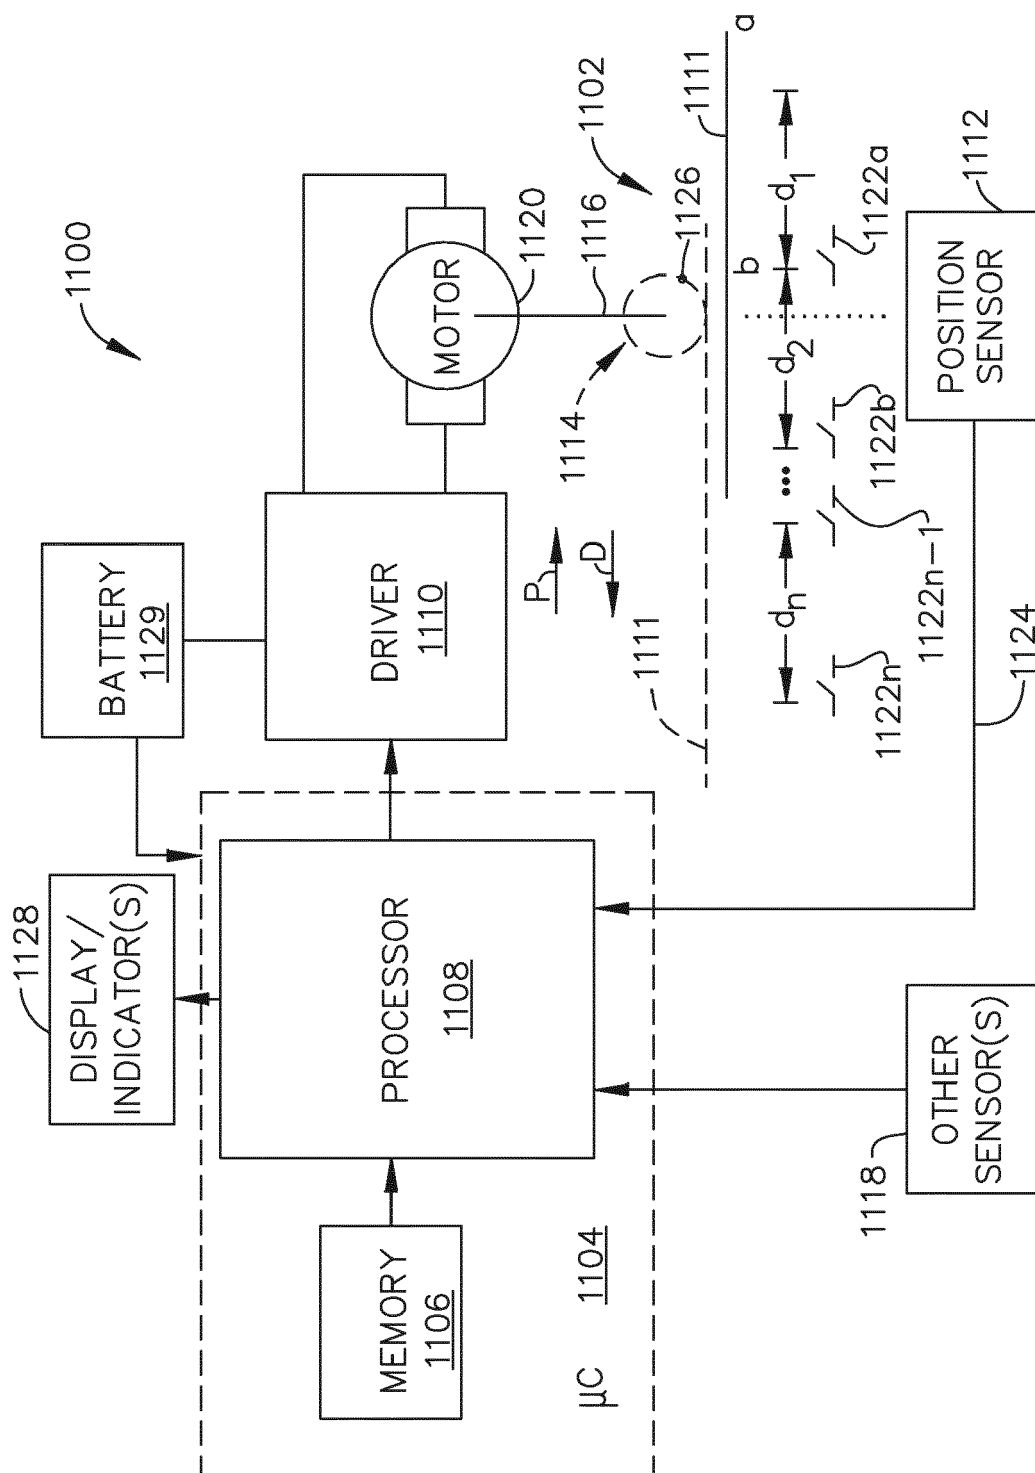 1100
BATTERY
1129
DISPLAY/
INDICATOR(S)
1128
MOTOR
1120
DRIVER
1110
PROCESSOR
1108
MEMORY
1106
µC
1104
1116
1114
1102
1126
P
D
1111
1111
a
b
d1
d2
•••
dn
1122a
1122b
1122n-1
1122n
POSITION
SENSOR
1112
1124
OTHER
SENSOR(S)
1118